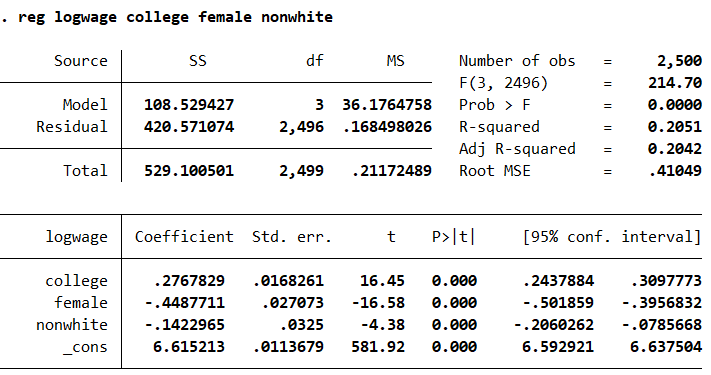 . reg logwage college female nonwhite
Source SS df MS Number of obs = 2,500
F(3, 2496) = 214.70
Model 108.529427 3 36.1764758 Prob > F = 0.0000
Residual 420.571074 2,496 .168498026 R-squared = 0.2051
Adj R-squared = 0.2042
Total 529.100501 2,499 .21172489 Root MSE = .41049
logwage Coefficient Std. err. t P>|t| [95% conf. interval]
college .2767829 .0168261 16.45 0.000 .2437884 .3097773
female -.4487711 .027073 -16.58 0.000 -.501859 -.3956832
nonwhite -.1422965 .0325 -4.38 0.000 -.2060262 -.0785668
_cons 6.615213 .0113679 581.92 0.000 6.592921 6.637504